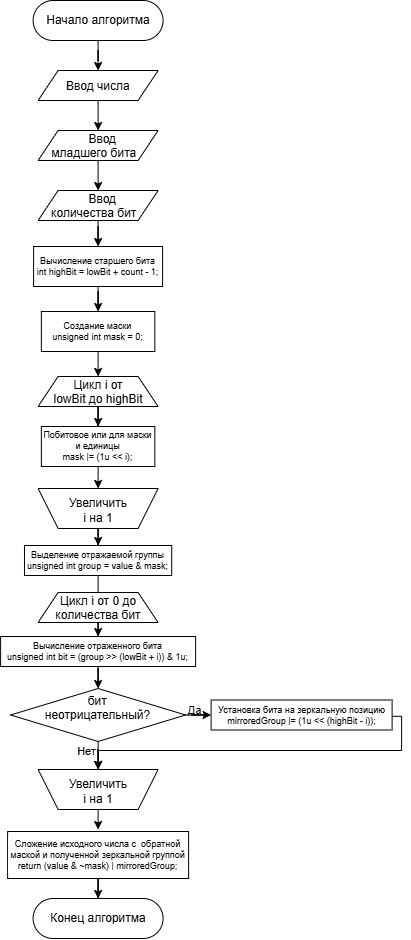 Начало алгоритма
Ввод числа
Ввод
младшего бита
Ввод
количества бит
Вычисление старшего бита
int highBit = lowBit + count - 1;
Создание маски
unsigned int mask = 0;
Цикл i от
lowBit до highBit
Побитовое или для маски
и единицы
mask |= (1u << i);
Увеличить
i на 1
Выделение отражаемой группы
unsigned int group = value & mask;
Цикл i от 0 до
количества бит
Вычисление отраженного бита
unsigned int bit = (group >> (lowBit + i)) & 1u;
бит
неотрицательный?
Да
Установка бита на зеркальную позицию
mirroredGroup |= (1u << (highBit - i));
Нет
Увеличить
i на 1
Сложение исходного числа с обратной
маской и полученной зеркальной группой
return (value & ~mask) | mirroredGroup;
Конец алгоритма